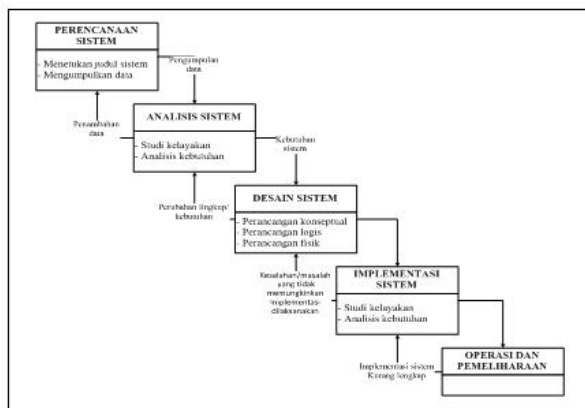 PERENCANAAN
SISTEM
- Menetukan judul sistem
- Mengumpulkan data
Pengumpulan
data
Penambahan
data
ANALISIS SISTEM
- Studi kelayakan
- Analisis kebutuhan
Kebutuhan
sistem
Perubahan lingkup/
kebutuhan
DESAIN SISTEM
- Perancangan konseptual
- Perancangan logis
- Perancangan fisik
Kesalahan/masalah
yang tidak
memungkinkan
implementas-
dilaksanakan
IMPLEMENTASI
SISTEM
- Studi kelayakan
- Analisis kebutuhan
Implementasi sistem
Kurang lengkap
OPERASI DAN
PEMELIHARAAN